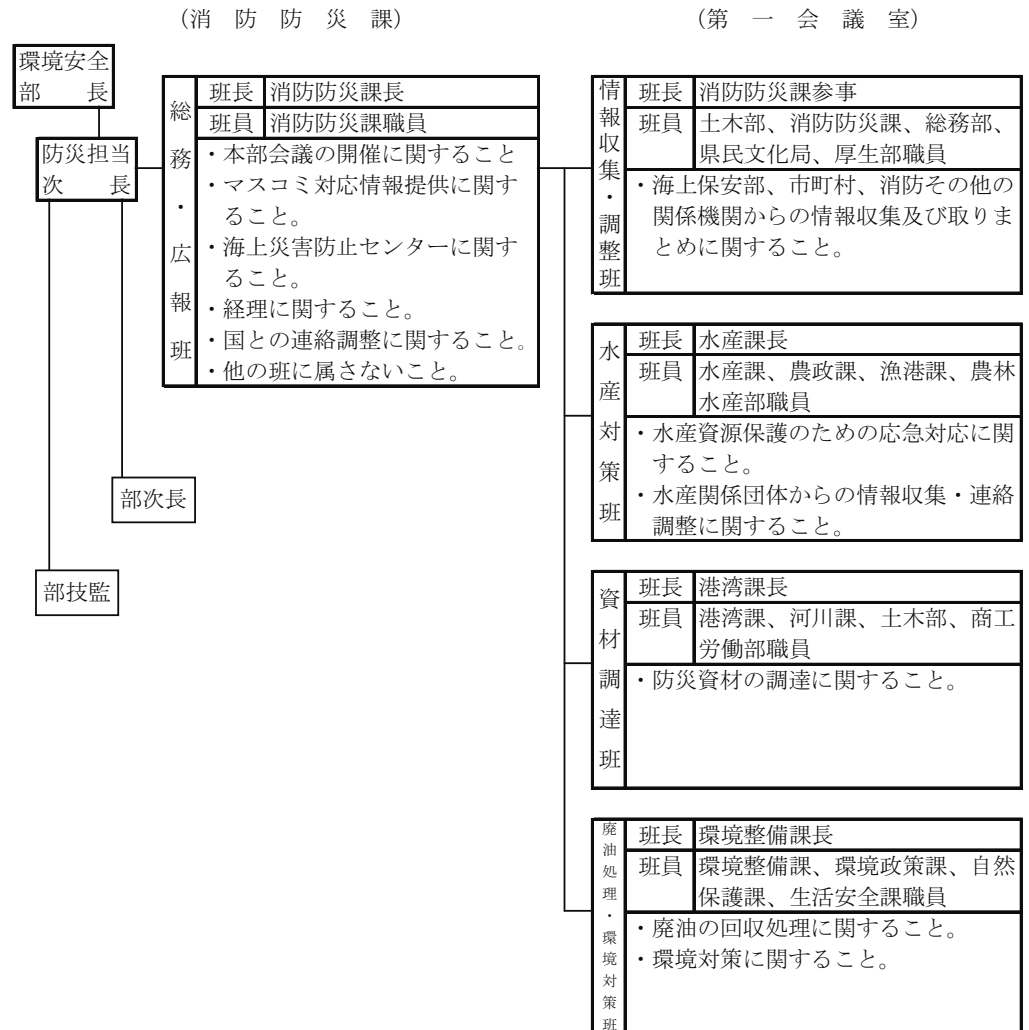 (消 防 防 災 課)
(第 一 会 議 室)
環境安全
部 長
防災担当
次 長
部次長
部技監
総務・広報班
班長 消防防災課長
班員 消防防災課職員
・本部会議の開催に関すること
・マスコミ対応情報提供に関す
ること。
・海上災害防止センターに関す
ること。
・経理に関すること。
・国との連絡調整に関すること。
・他の班に属さないこと。
情報収集・調整班
班長 消防防災課参事
班員 土木部、消防防災課、総務部、
県民文化局、厚生部職員
・海上保安部、市町村、消防その他の
関係機関からの情報収集及び取りま
とめに関すること。
水産対策班
班長 水産課長
班員 水産課、農政課、漁港課、農林
水産部職員
・水産資源保護のための応急対応に関
すること。
・水産関係団体からの情報収集・連絡
調整に関すること。
資材調達班
班長 港湾課長
班員 港湾課、河川課、土木部、商工
労働部職員
・防災資材の調達に関すること。
廃油処理・環境対策班
班長 環境整備課長
班員 環境整備課、環境政策課、自然
保護課、生活安全課職員
・廃油の回収処理に関すること。
・環境対策に関すること。